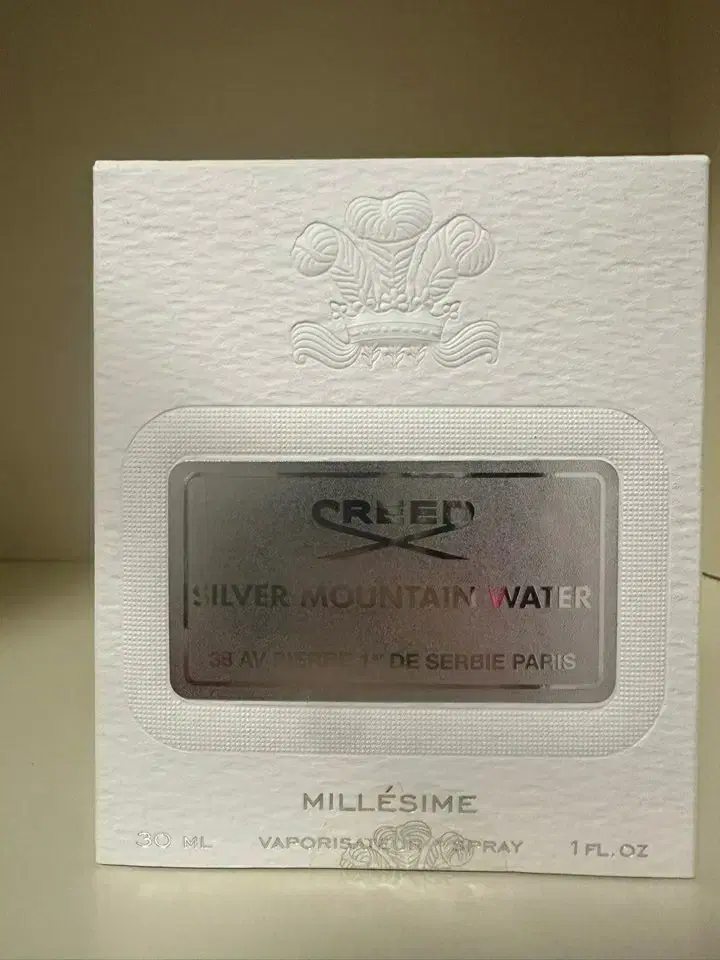 CREED
SILVER MOUNTAIN WATER
38 AV PIERRE 1er DE SERBIE PARIS
MILLÉSIME
30 ML VAPORISATEUR SPRAY 1 FL. OZ